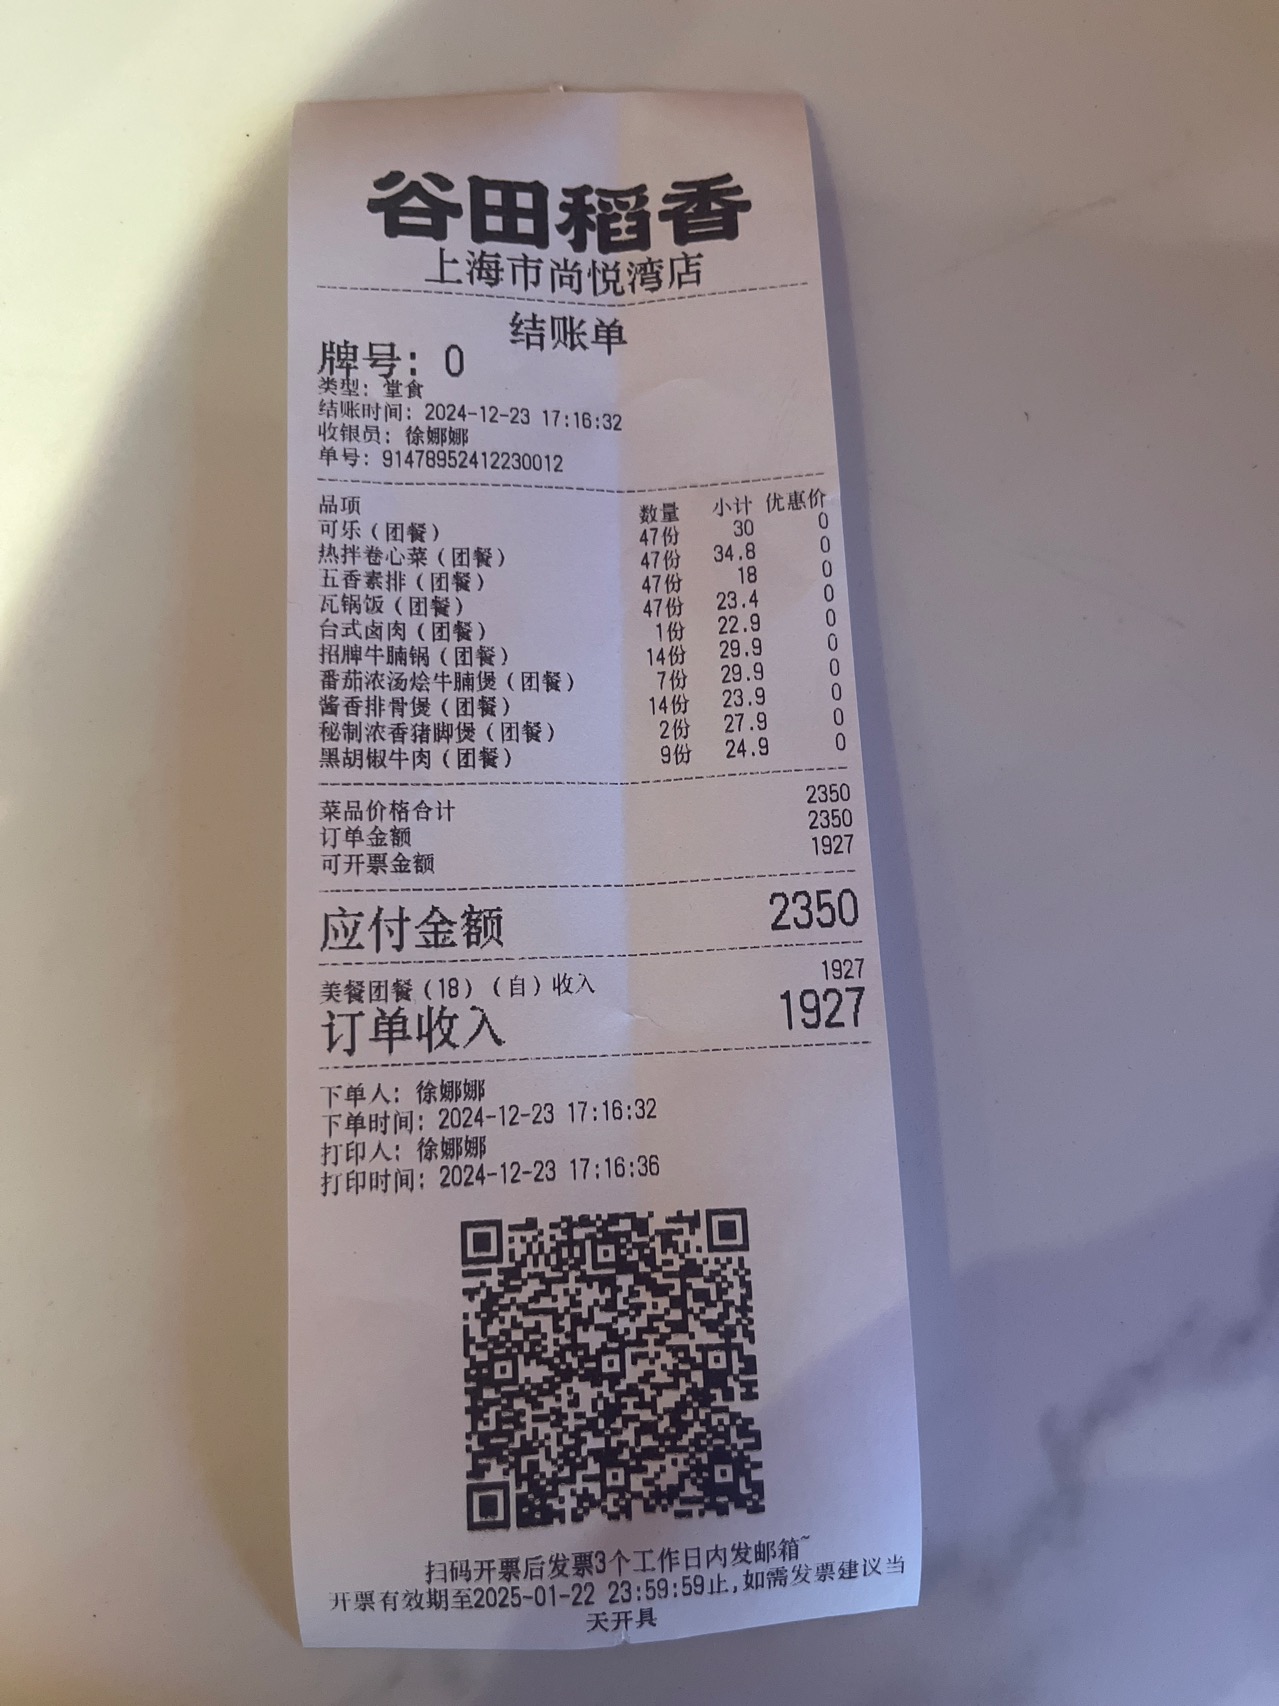 谷田稻香
上海市尚悦湾店
结账单
牌号: 0
类型: 堂食
结账时间: 2024-12-23 17:16:32
收银员: 徐娜娜
单号: 91478952412230012
品项 数量 小计 优惠价
可乐(团餐) 47份 30 0
热拌卷心菜(团餐) 47份 34.8 0
五香素排(团餐) 47份 18 0
瓦锅饭(团餐) 47份 23.4 0
台式卤肉(团餐) 1份 22.9 0
招牌牛腩锅(团餐) 14份 29.9 0
番茄浓汤烩牛腩煲(团餐) 7份 29.9 0
酱香排骨煲(团餐) 14份 23.9 0
秘制浓香猪脚煲(团餐) 2份 27.9 0
黑胡椒牛肉(团餐) 9份 24.9 0
菜品价格合计 2350
订单金额 2350
可开票金额 1927
应付金额 2350
美餐团餐(18)(自)收入 1927
订单收入 1927
下单人: 徐娜娜
下单时间: 2024-12-23 17:16:32
打印人: 徐娜娜
打印时间: 2024-12-23 17:16:36
扫码开票后发票3个工作日内发邮箱~
开票有效期至2025-01-22 23:59:59止,如需发票建议当
天开具